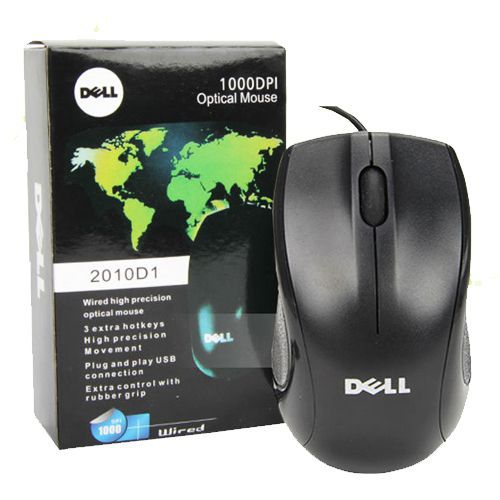 DELL
1000DPI
Optical Mouse
2010D1
Wired high precision
optical mouse
3 extra hotkeys
High precision
Movement
Plug and play USB
connection
Extra control with
rubber grip
DELL
DPI
1000
Wired
DELL
DELL